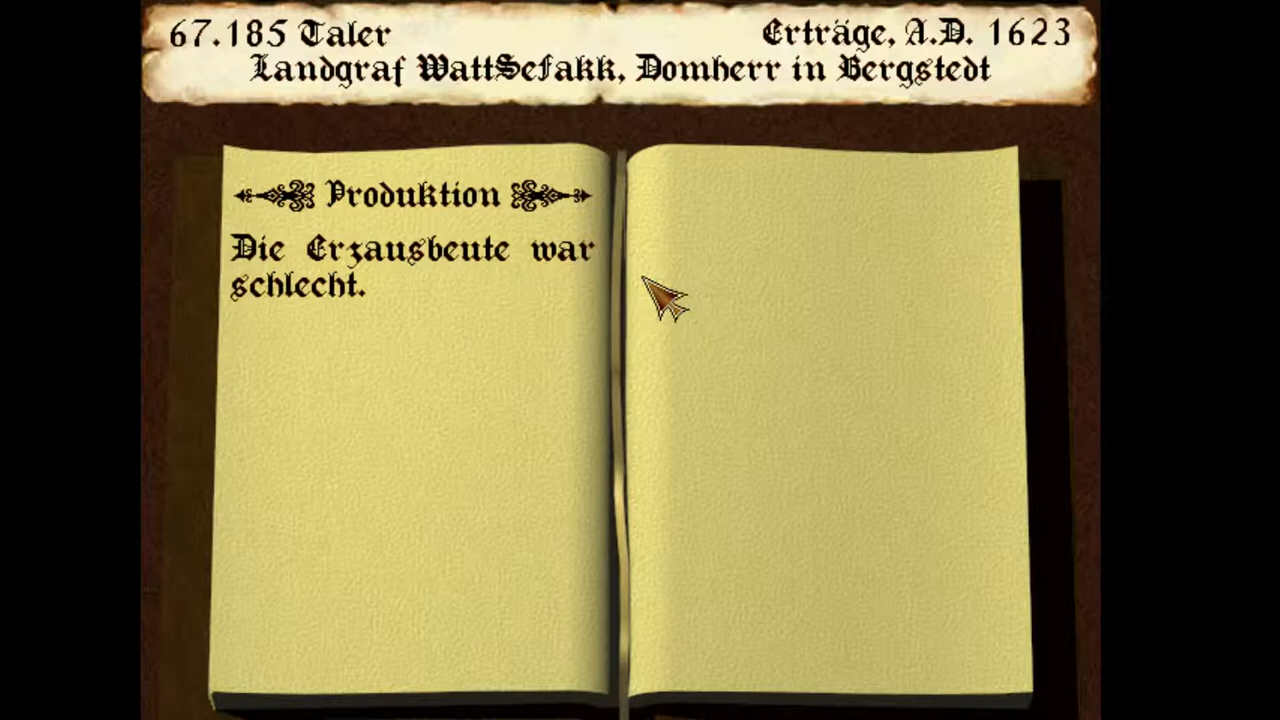 67.185 Taler
Erträge, A.D. 1623
Landgraf WattSefakk, Domherr in Bergstedt
Produktion
Die Erzausbeute war
schlecht.